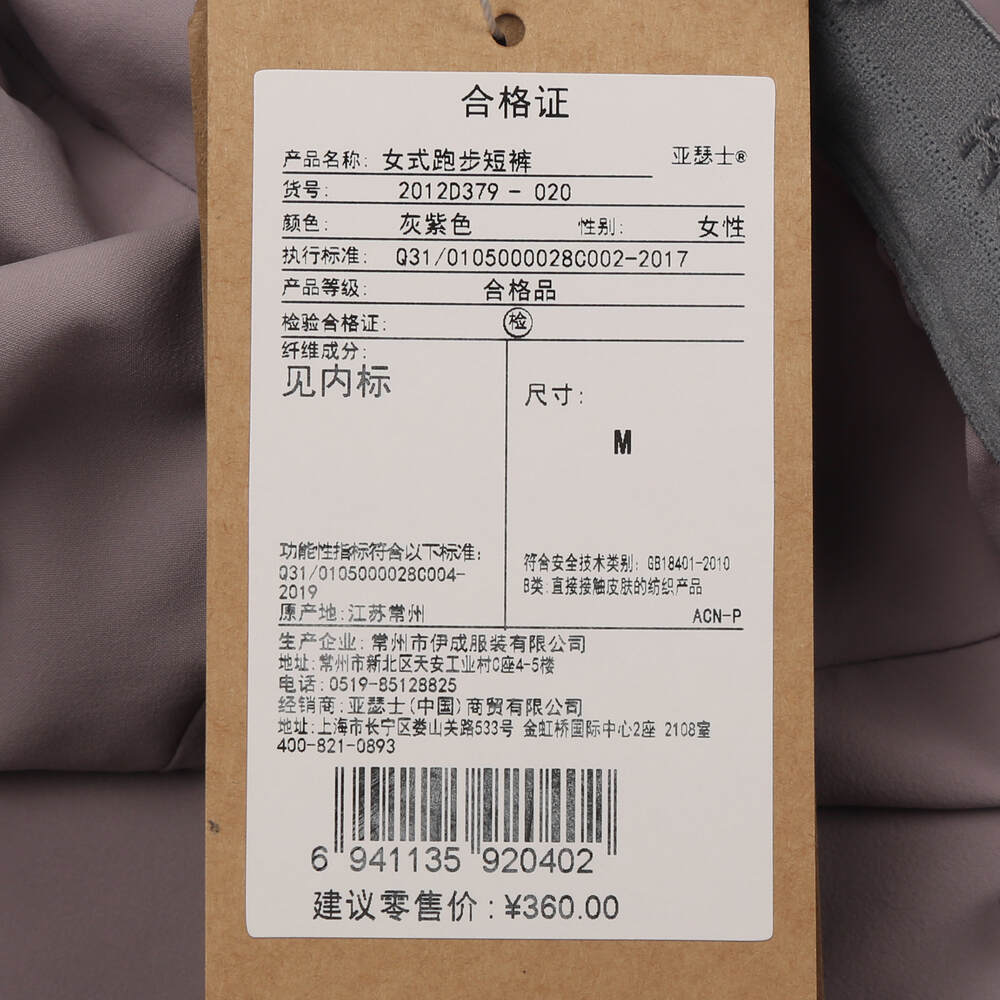 合格证
产品名称: 女式跑步短裤 亚瑟士®
货号: 2012D379 - 020
颜色: 灰紫色 性别: 女性
执行标准: Q31/0105000028C002-2017
产品等级: 合格品
检验合格证: 检
纤维成分:
见内标
尺寸:
M
功能性指标符合以下标准:
Q31/0105000028C004-
2019
原产地:江苏常州
符合安全技术类别: GB18401-2010
B类:直接接触皮肤的纺织产品
ACN-P
生产企业: 常州市伊成服装有限公司
地址:常州市新北区天安工业村C座4-5楼
电话:0519-85128825
经销商:亚瑟士(中国)商贸有限公司
地址:上海市长宁区娄山关路533号 金虹桥国际中心2座 2108室
400-821-0893
6 941135 920402
建议零售价:¥360.00